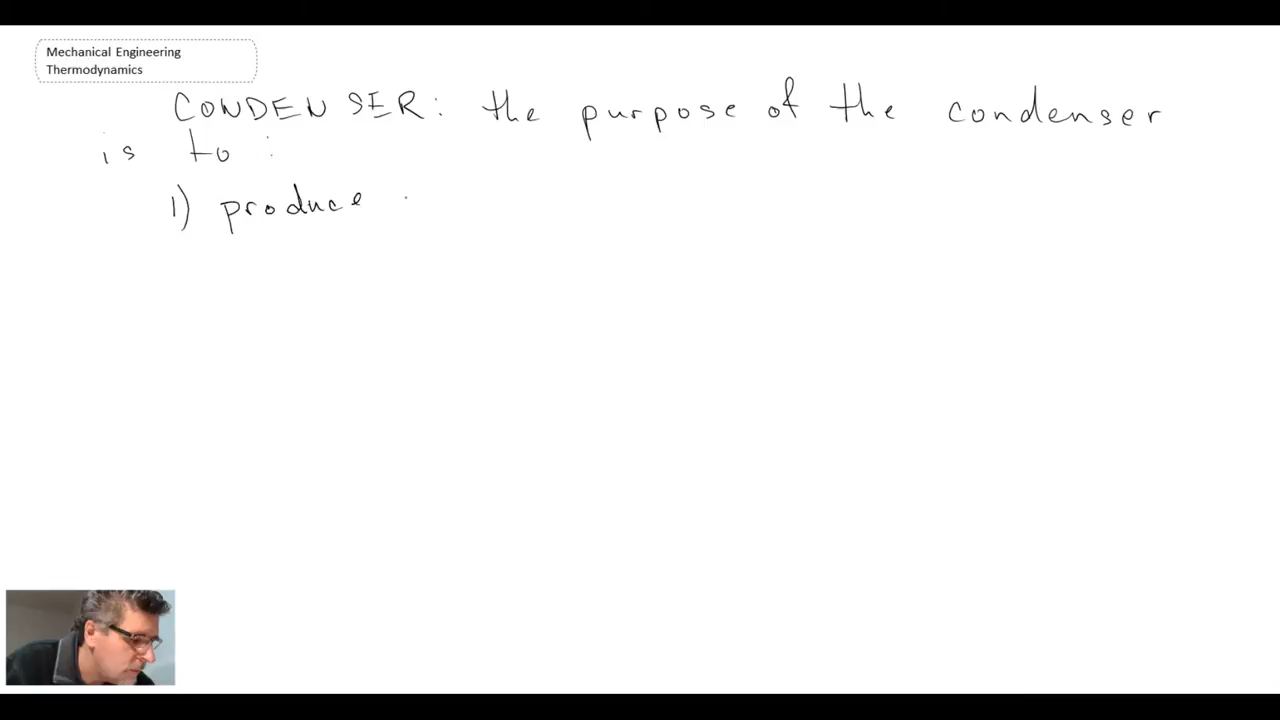 Mechanical Engineering
Thermodynamics
CONDENSER: the purpose of the condenser
is to :
1) produce